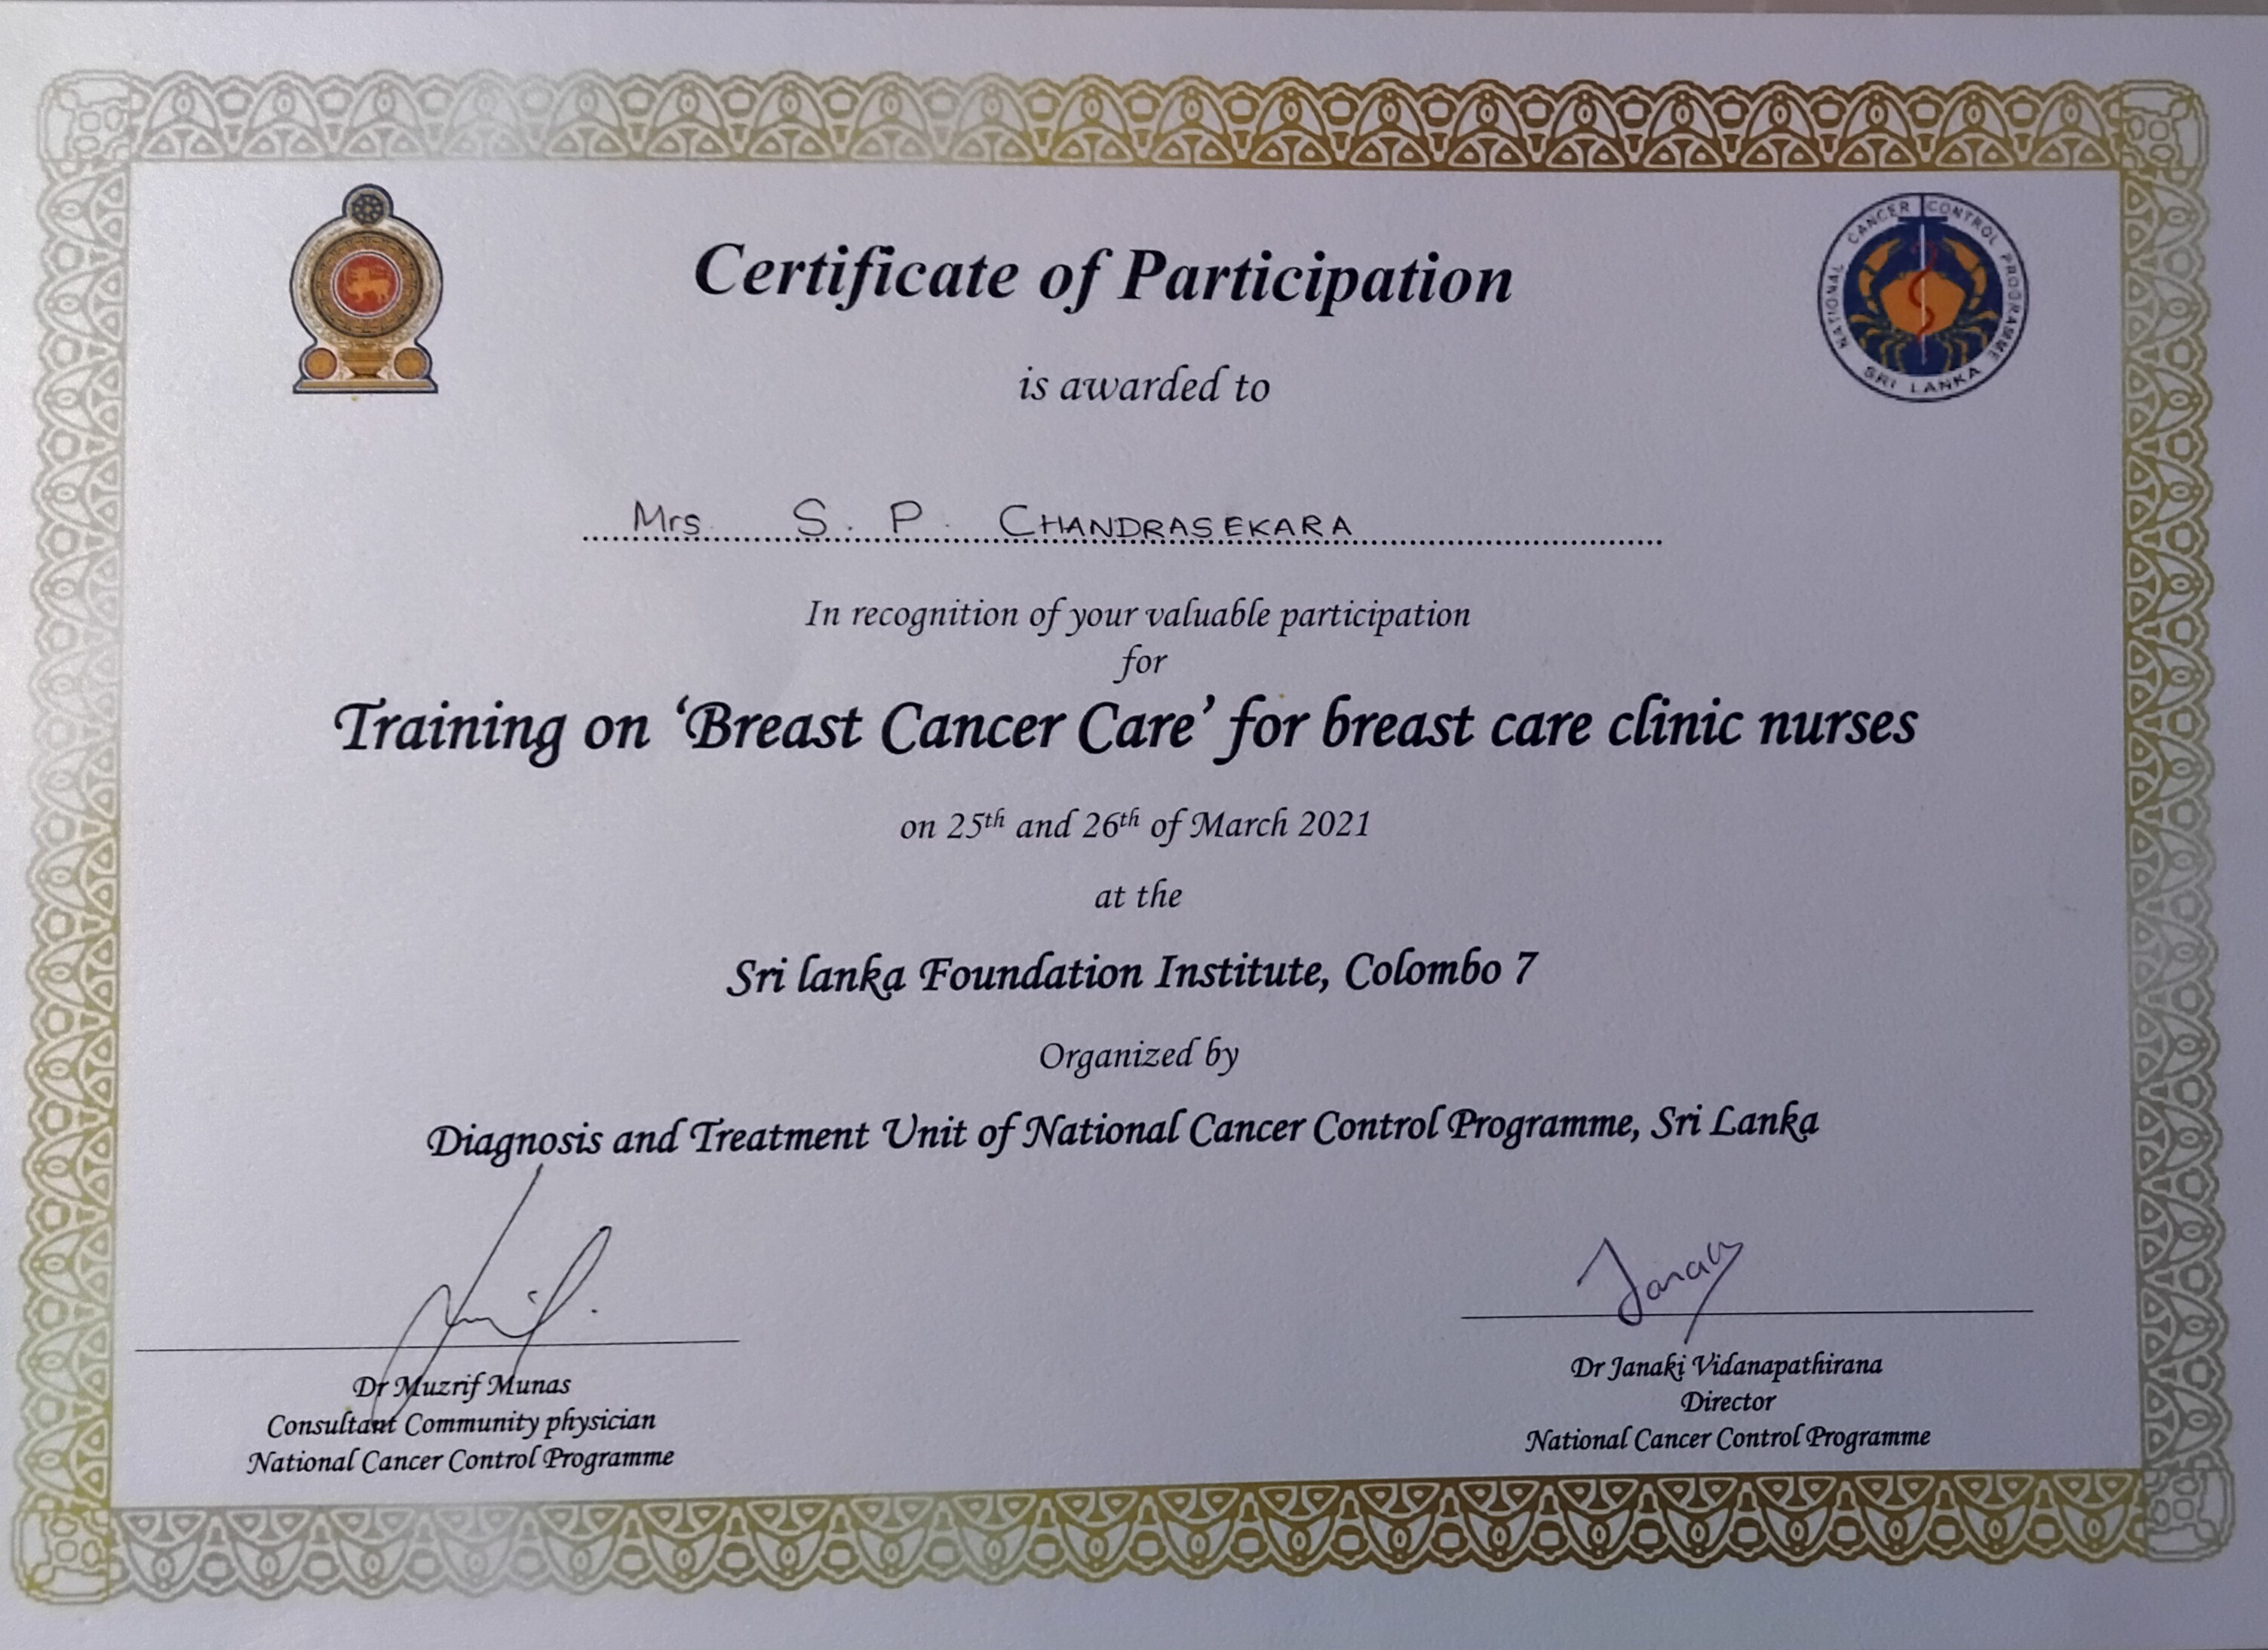 NATIONAL CANCER CONTROL PROGRAMME
SRI LANKA
Certificate of Participation
is awarded to
Mrs S. P. CHANDRASEKARA
In recognition of your valuable participation
for
Training on ‘Breast Cancer Care’ for breast care clinic nurses
on 25th and 26th of March 2021
at the
Sri lanka Foundation Institute, Colombo 7
Organized by
Diagnosis and Treatment Unit of National Cancer Control Programme, Sri Lanka
Dr Muzrif Munas
Consultant Community physician
National Cancer Control Programme
Janaki
Dr Janaki Vidanapathirana
Director
National Cancer Control Programme